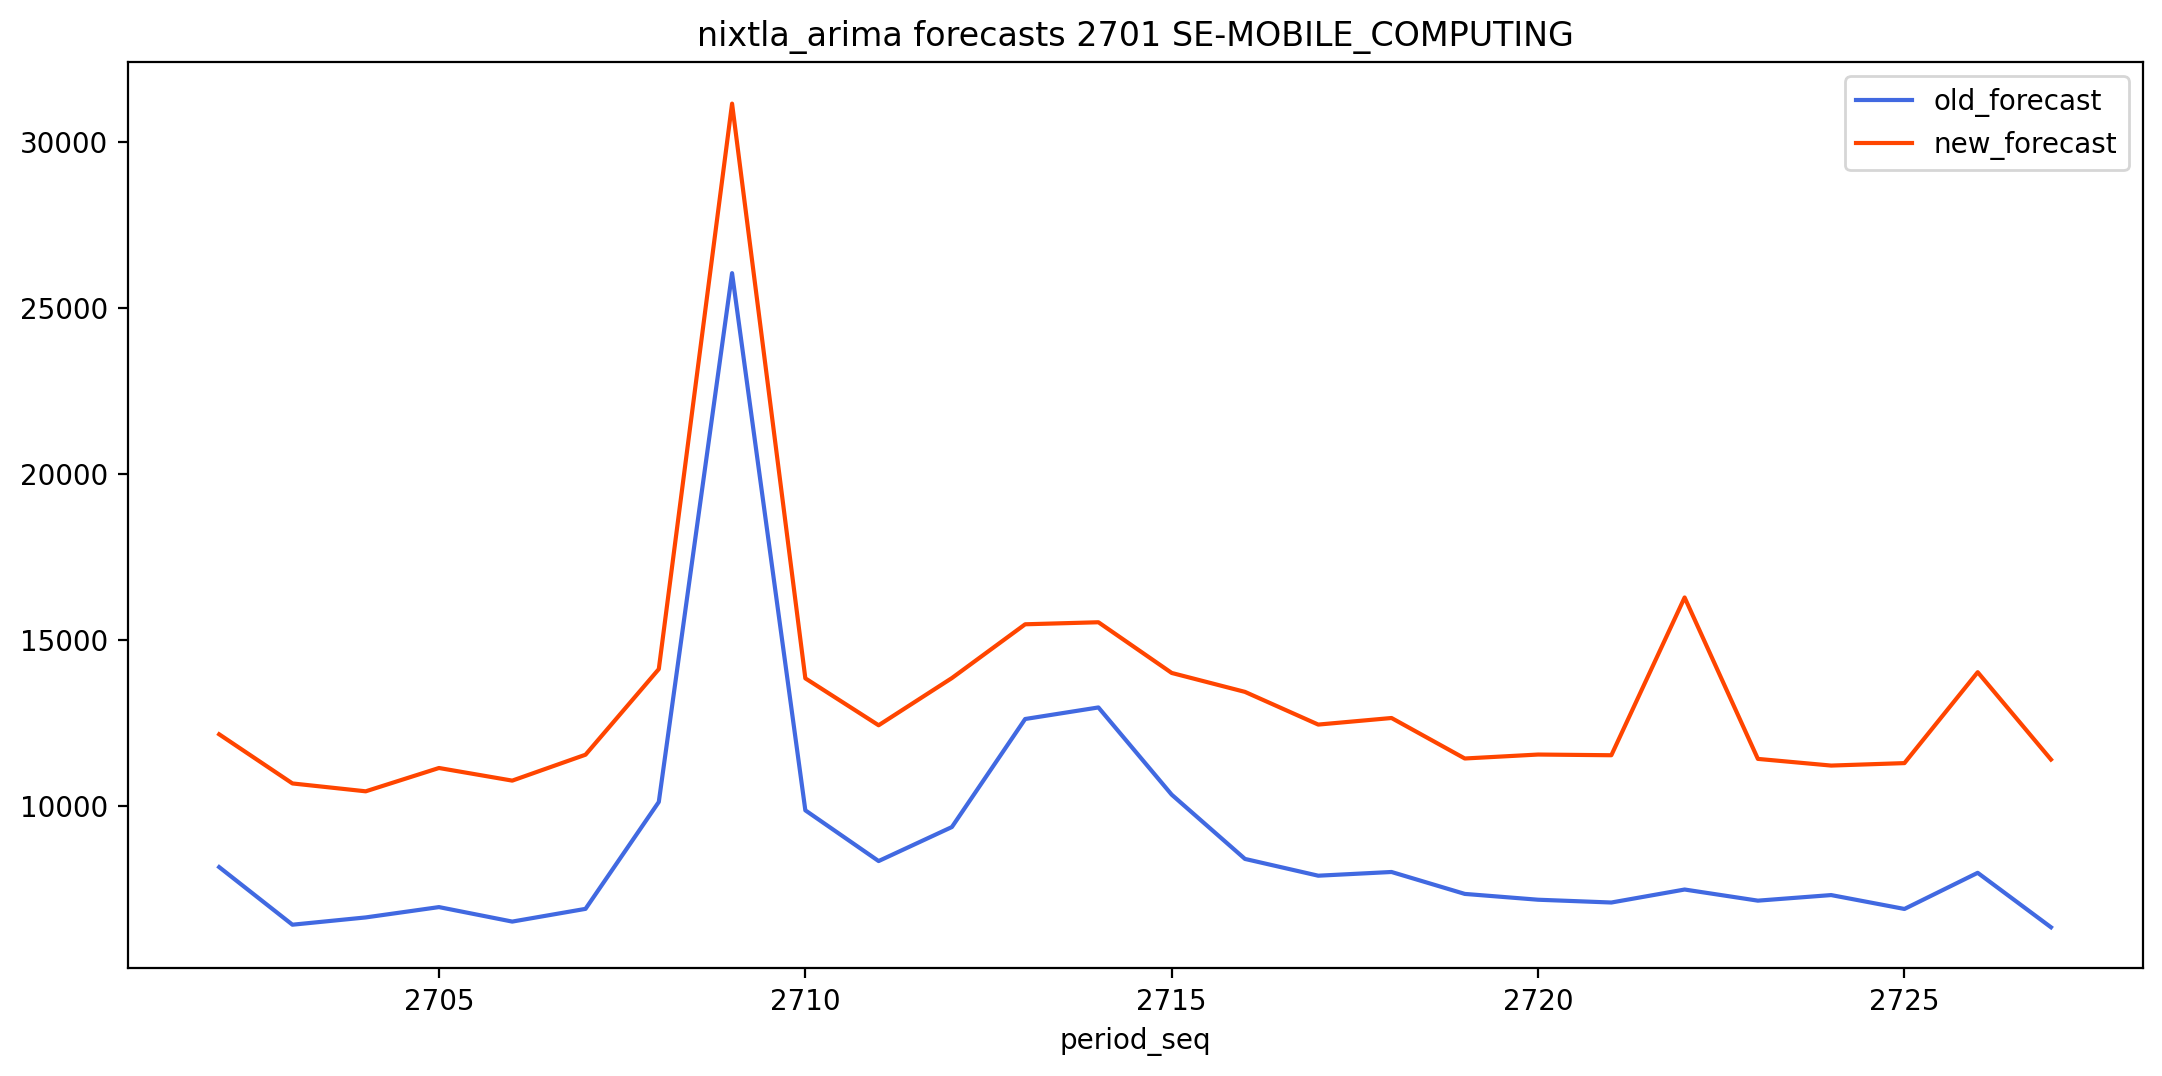 nixtla_arima forecasts 2701 SE-MOBILE_COMPUTING
old_forecast
new_forecast
30000
25000
20000
15000
10000
2705 2710 2715 2720 2725
period_seq